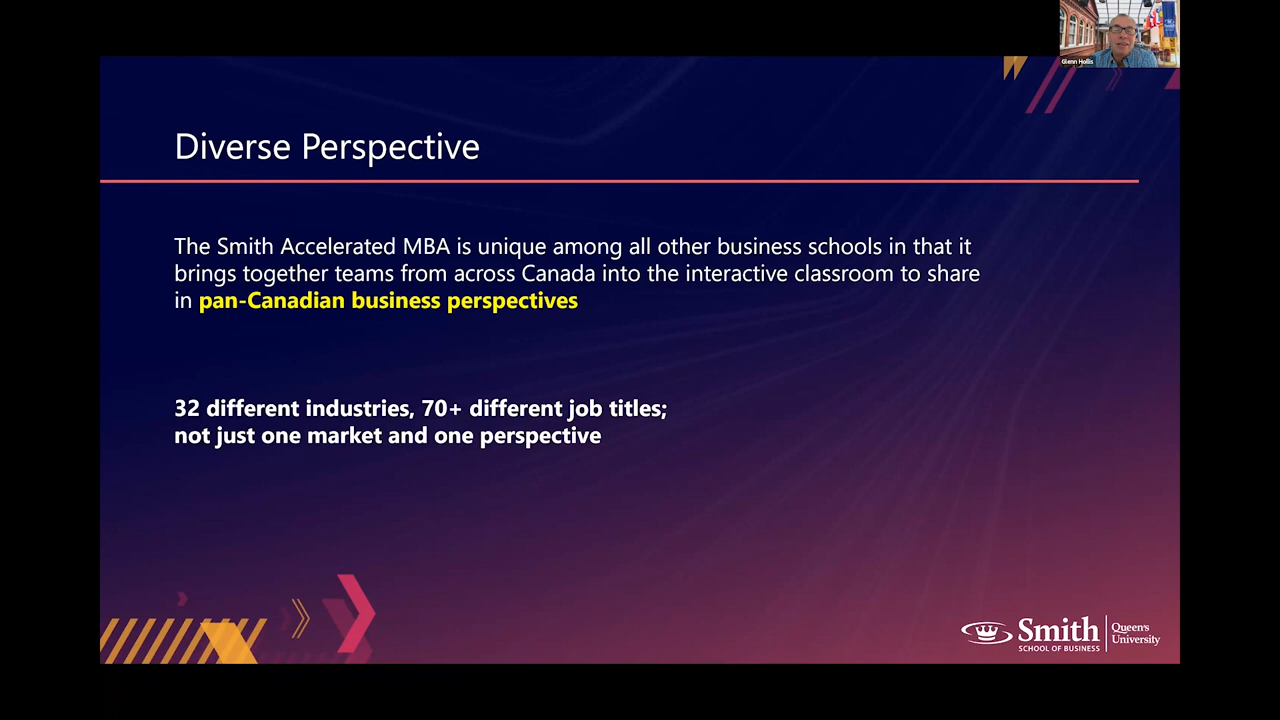 Glenn Hollis
Diverse Perspective
The Smith Accelerated MBA is unique among all other business schools in that it
brings together teams from across Canada into the interactive classroom to share
in pan-Canadian business perspectives
32 different industries, 70+ different job titles;
not just one market and one perspective
Smith
SCHOOL OF BUSINESS
Queen's
University